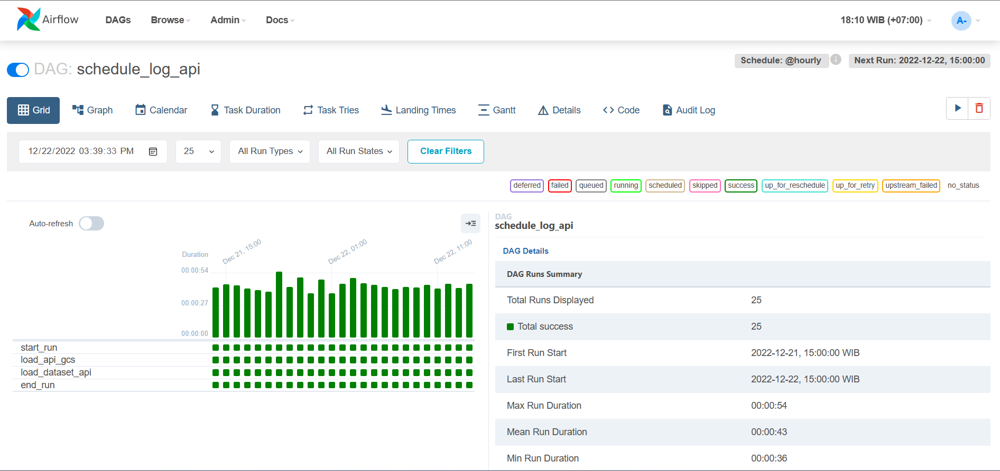 Airflow DAGs Browse Admin Docs 18:10 WIB (+07:00) A-
DAG: schedule_log_api Schedule: @hourly i Next Run: 2022-12-22, 15:00:00
Grid Graph Calendar Task Duration Task Tries Landing Times Gantt Details Code Audit Log
12/22/2022 03:39:33 PM 25 All Run Types All Run States Clear Filters
deferred failed queued running scheduled skipped success up_for_reschedule up_for_retry upstream_failed no_status
Auto-refresh
Duration
Dec 21, 15:00 Dec 22, 01:00 Dec 22, 11:00
00:00:54
00:00:27
00:00:00
start_run
load_api_gcs
load_dataset_api
end_run
DAG
schedule_log_api
DAG Details
DAG Runs Summary
Total Runs Displayed 25
Total success 25
First Run Start 2022-12-21, 15:00:00 WIB
Last Run Start 2022-12-22, 15:00:00 WIB
Max Run Duration 00:00:54
Mean Run Duration 00:00:43
Min Run Duration 00:00:36